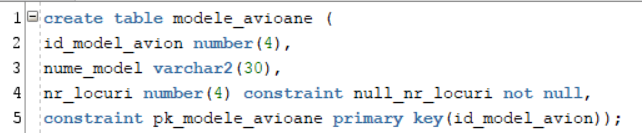 1 create table modele_avioane (
2 id_model_avion number(4),
3 nume_model varchar2(30),
4 nr_locuri number(4) constraint null_nr_locuri not null,
5 constraint pk_modele_avioane primary key(id_model_avion));